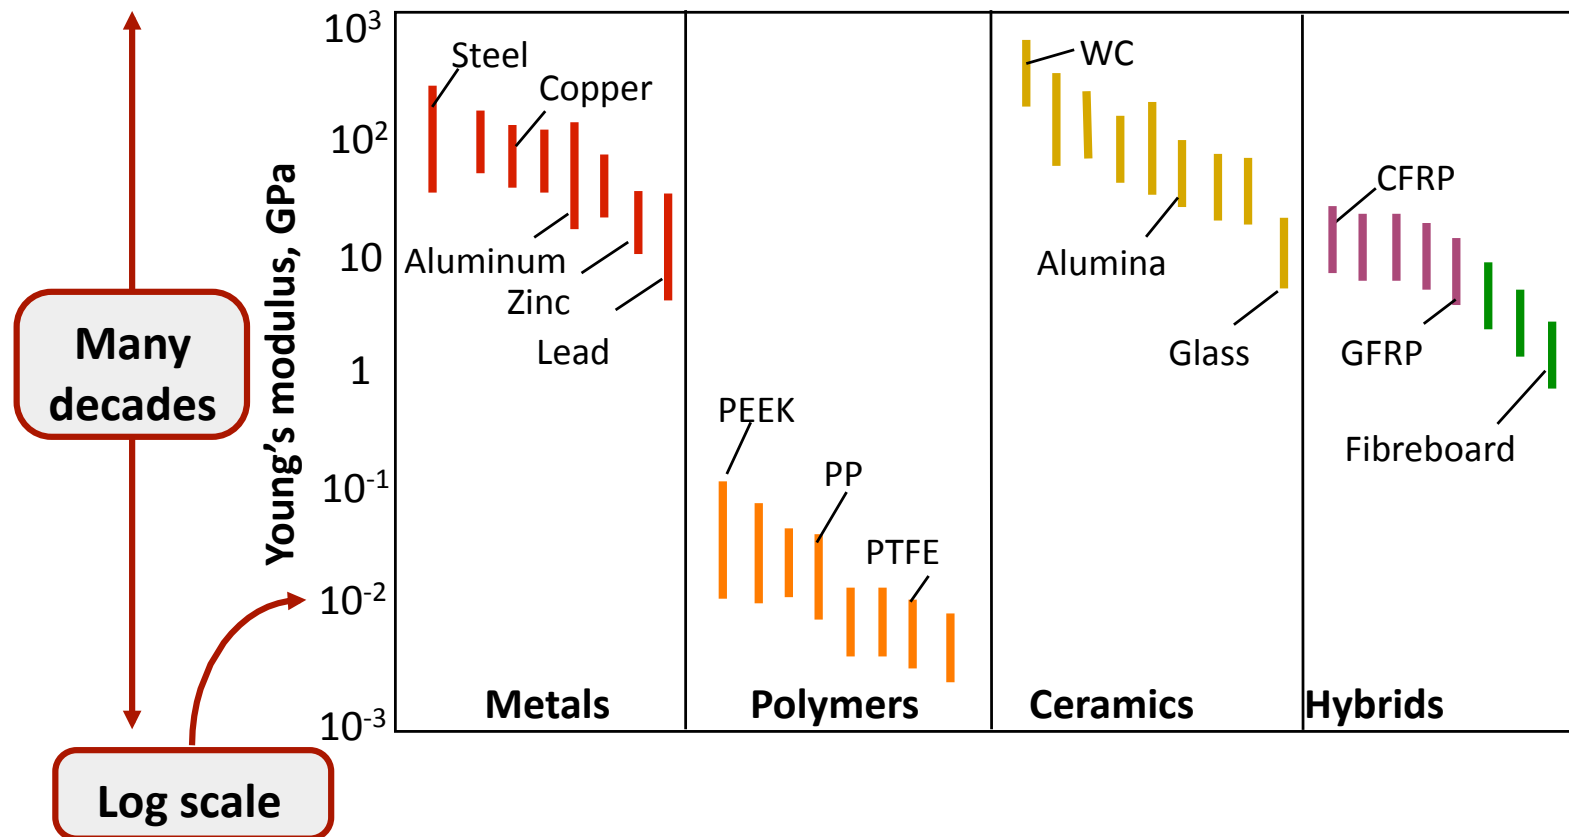 Many
decades
Log scale
Young's modulus, GPa
10³
10²
10
1
10⁻¹
10⁻²
10⁻³
Steel
Copper
Aluminum
Zinc
Lead
Metals
PEEK
PP
PTFE
Polymers
WC
Alumina
Glass
Ceramics
CFRP
GFRP
Fibreboard
Hybrids